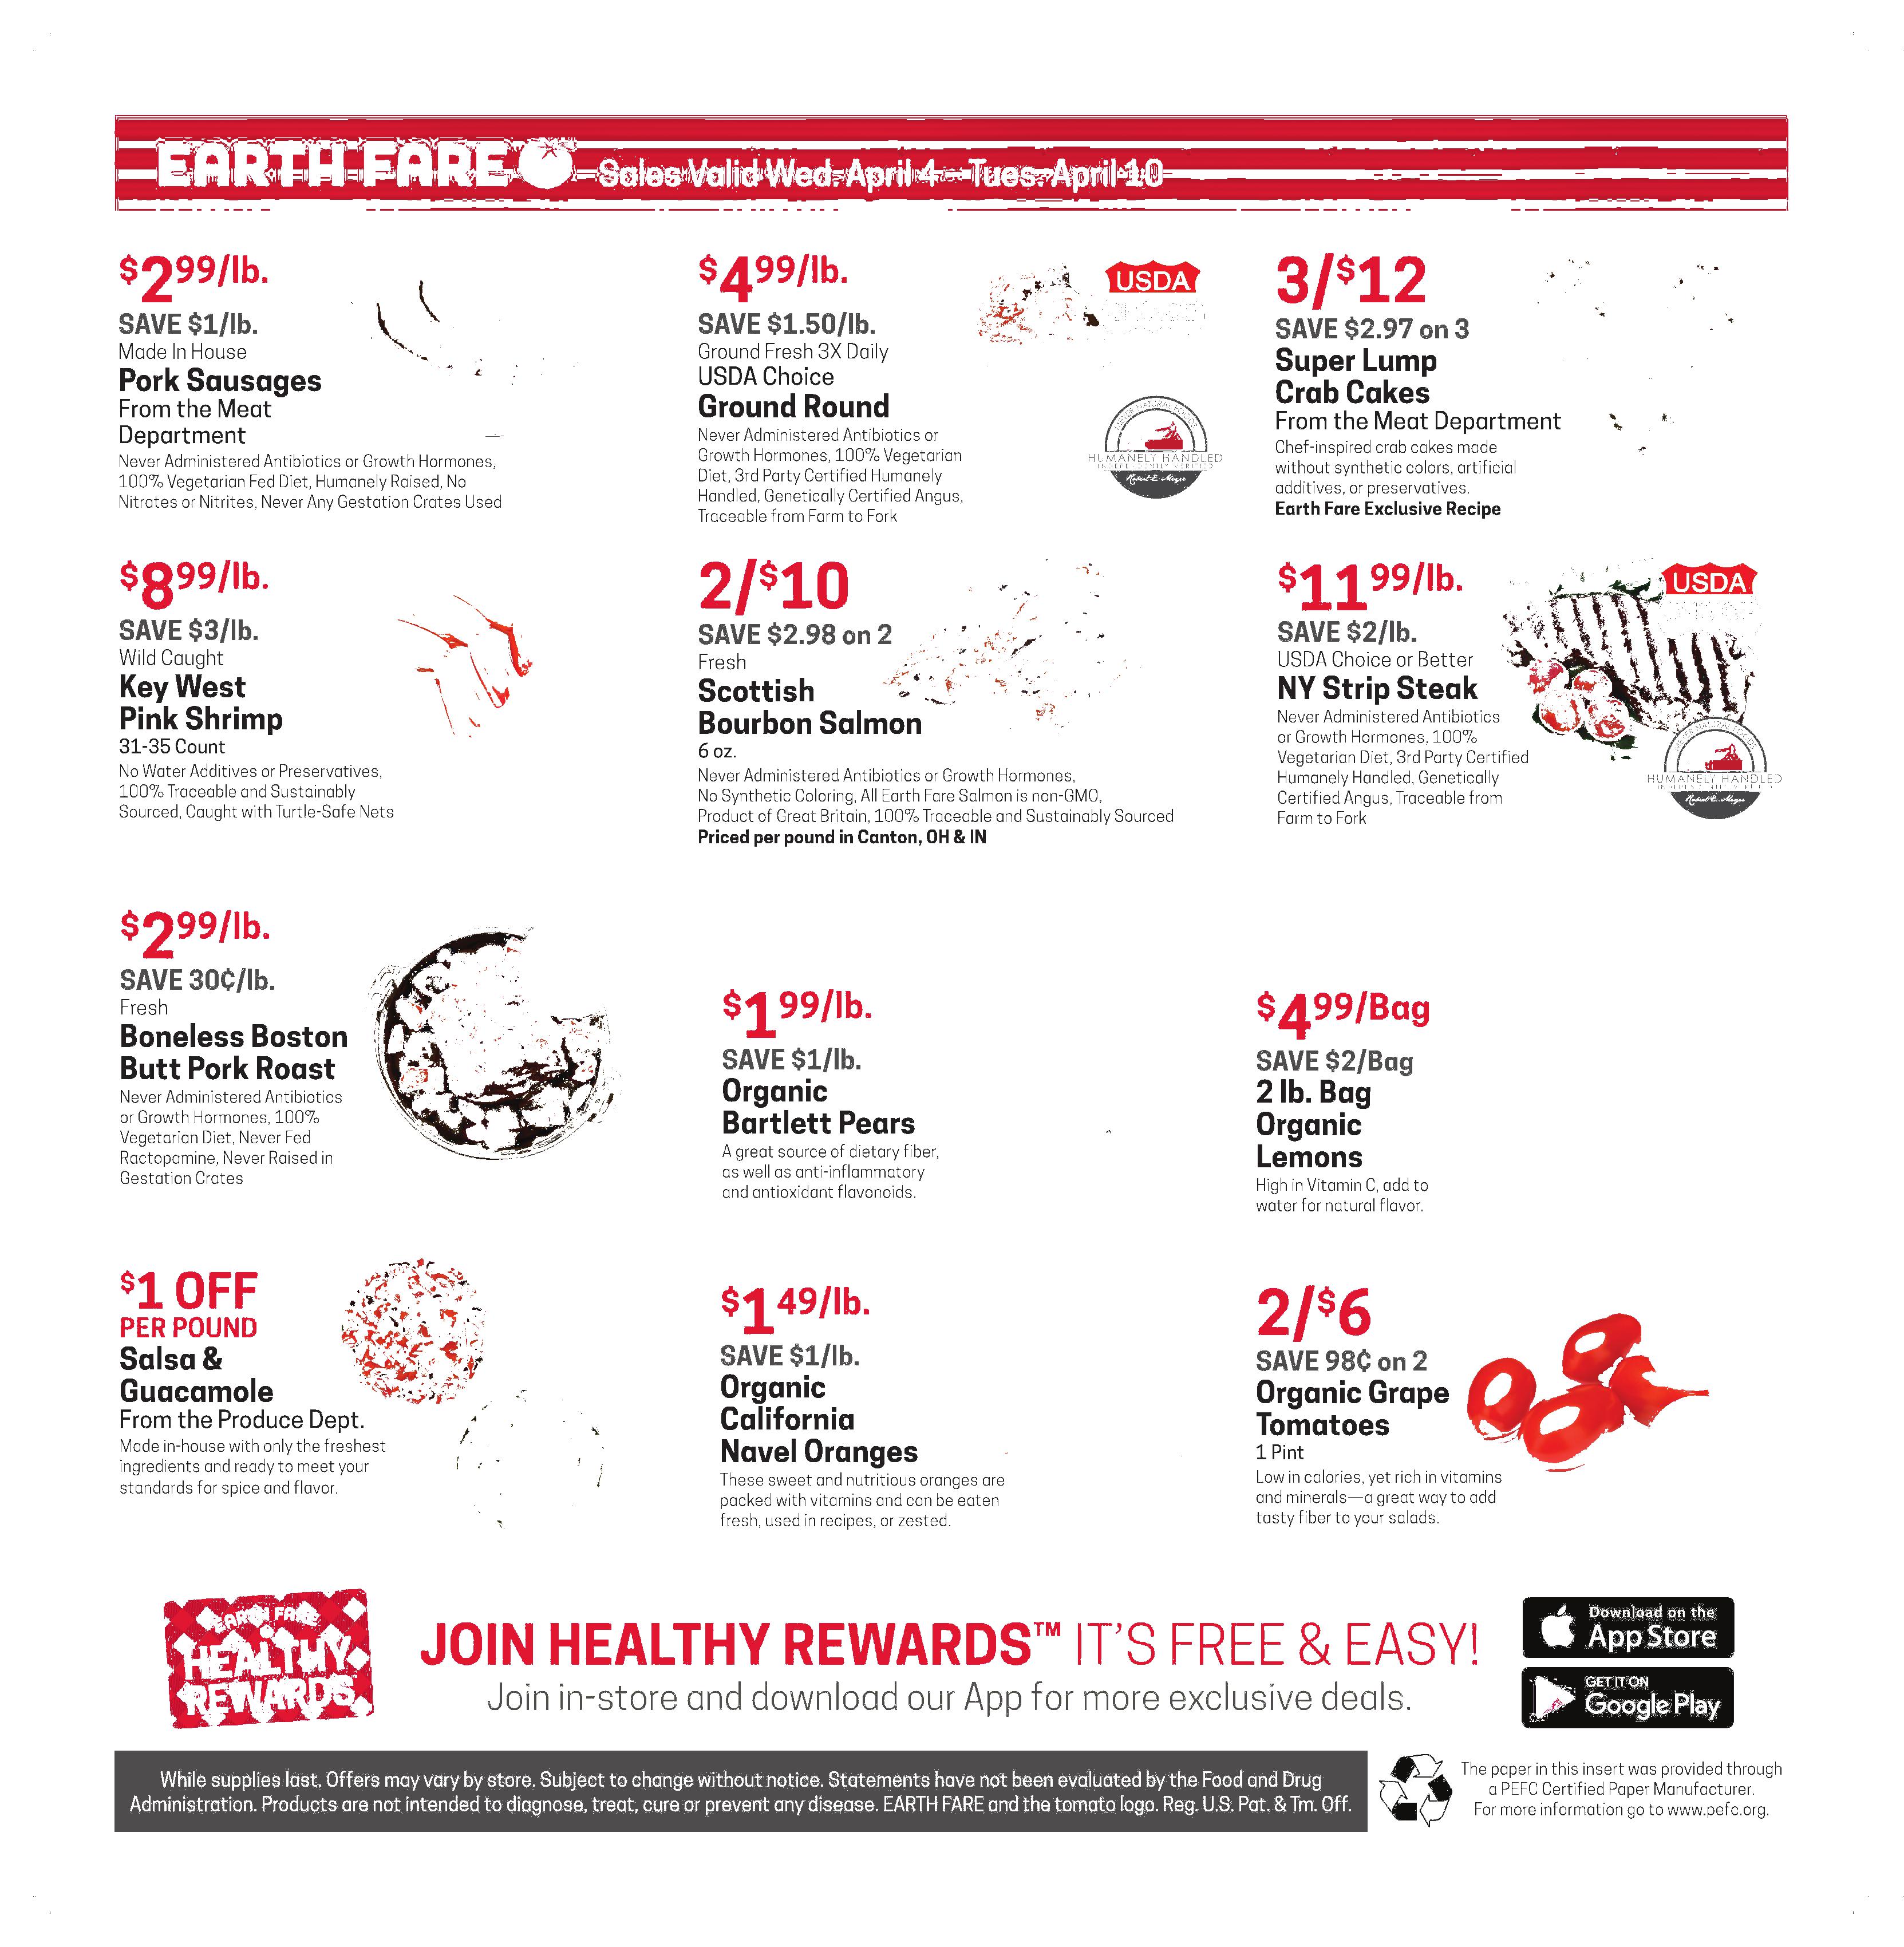 EARTH FARE Sales Valid Wed. April 4 – Tues. April 10
$2 99/lb.
SAVE $1/lb.
Made In House
Pork Sausages
From the Meat
Department
Never Administered Antibiotics or Growth Hormones,
100% Vegetarian Fed Diet, Humanely Raised, No
Nitrates or Nitrites, Never Any Gestation Crates Used
$4 99/lb.
SAVE $1.50/lb.
Ground Fresh 3X Daily
USDA Choice
Ground Round
Never Administered Antibiotics or
Growth Hormones, 100% Vegetarian
Diet, 3rd Party Certified Humanely
Handled, Genetically Certified Angus,
Traceable from Farm to Fork
USDA
MEYER NATURAL FOODS
HUMANELY HANDLED
INDEPENDENTLY VERIFIED
Robert E. Meyer
3/$12
SAVE $2.97 on 3
Super Lump
Crab Cakes
From the Meat Department
Chef-inspired crab cakes made
without synthetic colors, artificial
additives, or preservatives.
Earth Fare Exclusive Recipe
$8 99/lb.
SAVE $3/lb.
Wild Caught
Key West
Pink Shrimp
31-35 Count
No Water Additives or Preservatives,
100% Traceable and Sustainably
Sourced, Caught with Turtle-Safe Nets
2/$10
SAVE $2.98 on 2
Fresh
Scottish
Bourbon Salmon
6 oz.
Never Administered Antibiotics or Growth Hormones,
No Synthetic Coloring, All Earth Fare Salmon is non-GMO,
Product of Great Britain, 100% Traceable and Sustainably Sourced
Priced per pound in Canton, OH & IN
$11 99/lb.
SAVE $2/lb.
USDA Choice or Better
NY Strip Steak
Never Administered Antibiotics
or Growth Hormones, 100%
Vegetarian Diet, 3rd Party Certified
Humanely Handled, Genetically
Certified Angus, Traceable from
Farm to Fork
USDA
MEYER NATURAL FOODS
HUMANELY HANDLED
INDEPENDENTLY VERIFIED
Robert E. Meyer
$2 99/lb.
SAVE 30¢/lb.
Fresh
Boneless Boston
Butt Pork Roast
Never Administered Antibiotics
or Growth Hormones, 100%
Vegetarian Diet, Never Fed
Ractopamine, Never Raised in
Gestation Crates
$1 99/lb.
SAVE $1/lb.
Organic
Bartlett Pears
A great source of dietary fiber,
as well as anti-inflammatory
and antioxidant flavonoids.
$4 99/Bag
SAVE $2/Bag
2 lb. Bag
Organic
Lemons
High in Vitamin C, add to
water for natural flavor.
$1 OFF
PER POUND
Salsa &
Guacamole
From the Produce Dept.
Made in-house with only the freshest
ingredients and ready to meet your
standards for spice and flavor.
$1 49/lb.
SAVE $1/lb.
Organic
California
Navel Oranges
These sweet and nutritious oranges are
packed with vitamins and can be eaten
fresh, used in recipes, or zested.
2/$6
SAVE 98¢ on 2
Organic Grape
Tomatoes
1 Pint
Low in calories, yet rich in vitamins
and minerals—a great way to add
tasty fiber to your salads.
EARTH FARE
HEALTHY
REWARDS
JOIN HEALTHY REWARDS™ IT'S FREE & EASY!
Join in-store and download our App for more exclusive deals.
Download on the
App Store
GET IT ON
Google Play
While supplies last. Offers may vary by store. Subject to change without notice. Statements have not been evaluated by the Food and Drug
Administration. Products are not intended to diagnose, treat, cure or prevent any disease. EARTH FARE and the tomato logo. Reg. U.S. Pat. & Tm. Off.
The paper in this insert was provided through
a PEFC Certified Paper Manufacturer.
For more information go to www.pefc.org.